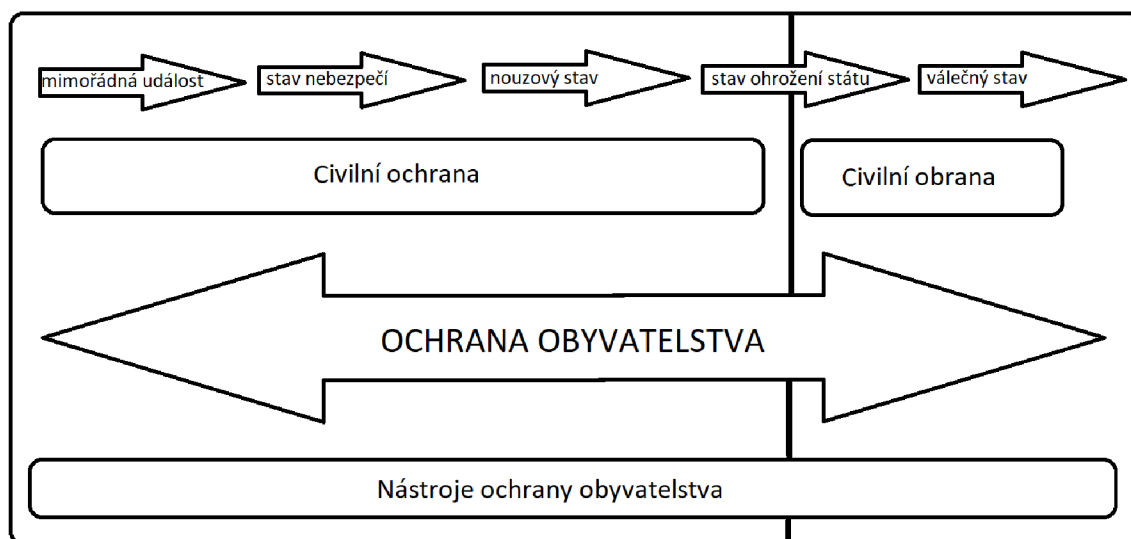 mimořádná událost
stav nebezpečí
nouzový stav
stav ohrožení státu
válečný stav
Civilní ochrana
Civilní obrana
OCHRANA OBYVATELSTVA
Nástroje ochrany obyvatelstva